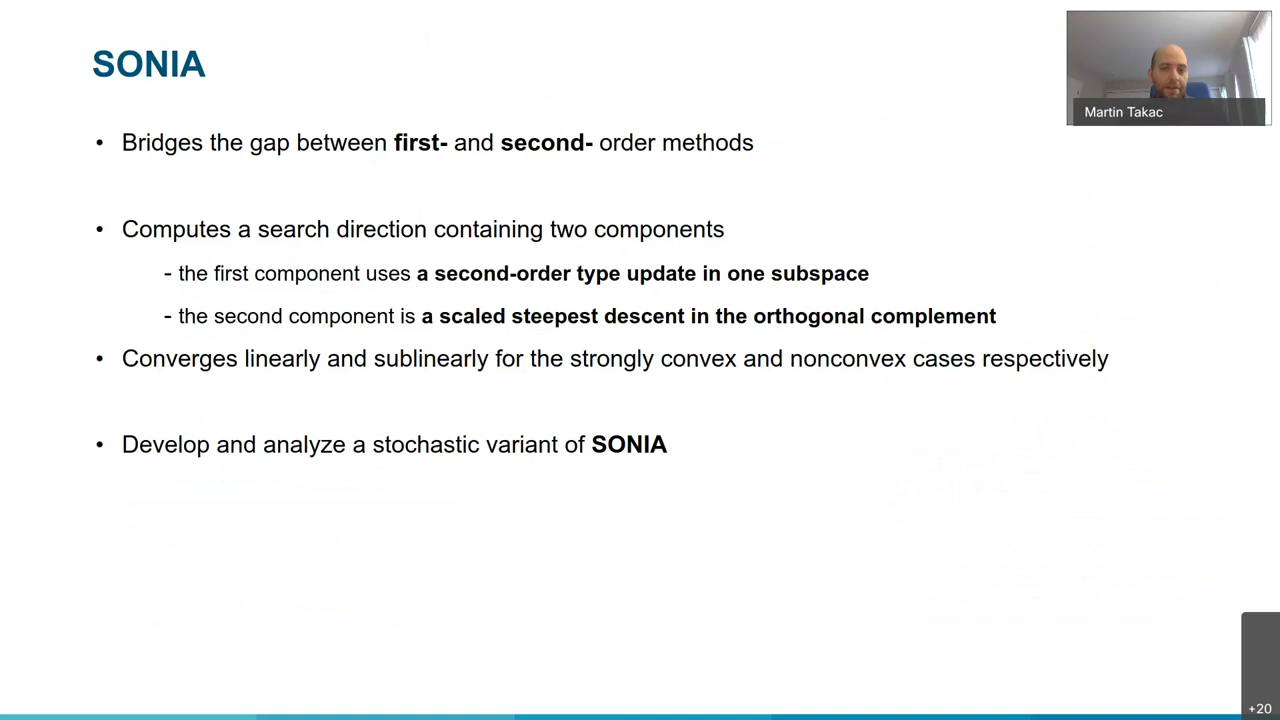 SONIA
Martin Takac
• Bridges the gap between first- and second- order methods
• Computes a search direction containing two components
- the first component uses a second-order type update in one subspace
- the second component is a scaled steepest descent in the orthogonal complement
• Converges linearly and sublinearly for the strongly convex and nonconvex cases respectively
• Develop and analyze a stochastic variant of SONIA
+20